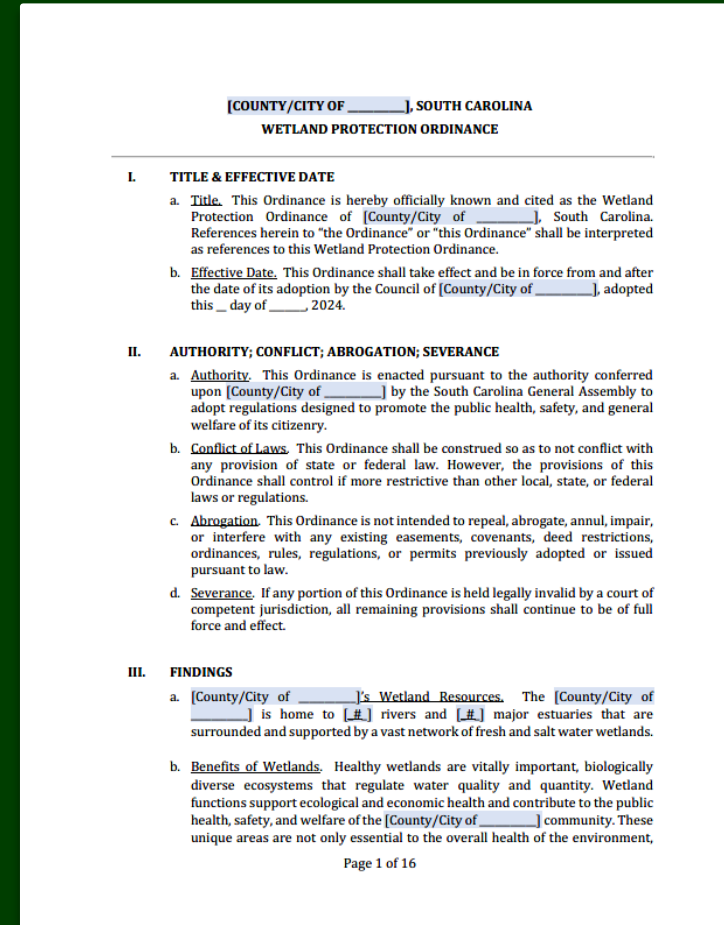 [COUNTY/CITY OF ________], SOUTH CAROLINA
WETLAND PROTECTION ORDINANCE
I. TITLE & EFFECTIVE DATE
a. Title. This Ordinance is hereby officially known and cited as the Wetland
Protection Ordinance of [County/City of ________], South Carolina.
References herein to "the Ordinance" or "this Ordinance" shall be interpreted
as references to this Wetland Protection Ordinance.
b. Effective Date. This Ordinance shall take effect and be in force from and after
the date of its adoption by the Council of [County/City of ________], adopted
this __ day of _____, 2024.
II. AUTHORITY; CONFLICT; ABROGATION; SEVERANCE
a. Authority. This Ordinance is enacted pursuant to the authority conferred
upon [County/City of ________] by the South Carolina General Assembly to
adopt regulations designed to promote the public health, safety, and general
welfare of its citizenry.
b. Conflict of Laws. This Ordinance shall be construed so as to not conflict with
any provision of state or federal law. However, the provisions of this
Ordinance shall control if more restrictive than other local, state, or federal
laws or regulations.
c. Abrogation. This Ordinance is not intended to repeal, abrogate, annul, impair,
or interfere with any existing easements, covenants, deed restrictions,
ordinances, rules, regulations, or permits previously adopted or issued
pursuant to law.
d. Severance. If any portion of this Ordinance is held legally invalid by a court of
competent jurisdiction, all remaining provisions shall continue to be of full
force and effect.
III. FINDINGS
a. [County/City of ________]'s Wetland Resources. The [County/City of
________] is home to [_#_] rivers and [_#_] major estuaries that are
surrounded and supported by a vast network of fresh and salt water wetlands.
b. Benefits of Wetlands. Healthy wetlands are vitally important, biologically
diverse ecosystems that regulate water quality and quantity. Wetland
functions support ecological and economic health and contribute to the public
health, safety, and welfare of the [County/City of ________] community. These
unique areas are not only essential to the overall health of the environment,
Page 1 of 16